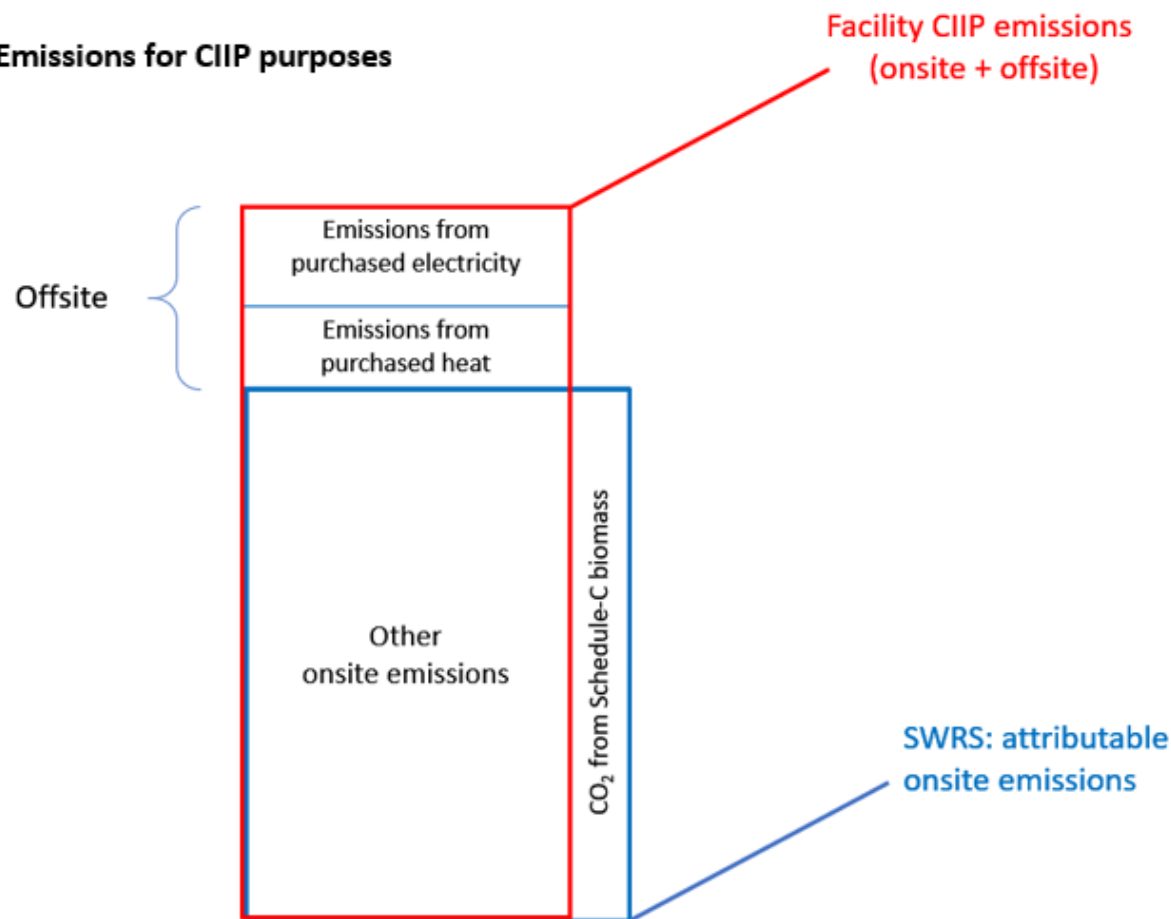 Emissions for CIIP purposes
Facility CIIP emissions
(onsite + offsite)
Emissions from
purchased electricity
Offsite
Emissions from
purchased heat
Other
onsite emissions
CO₂ from Schedule-C biomass
SWRS: attributable
onsite emissions